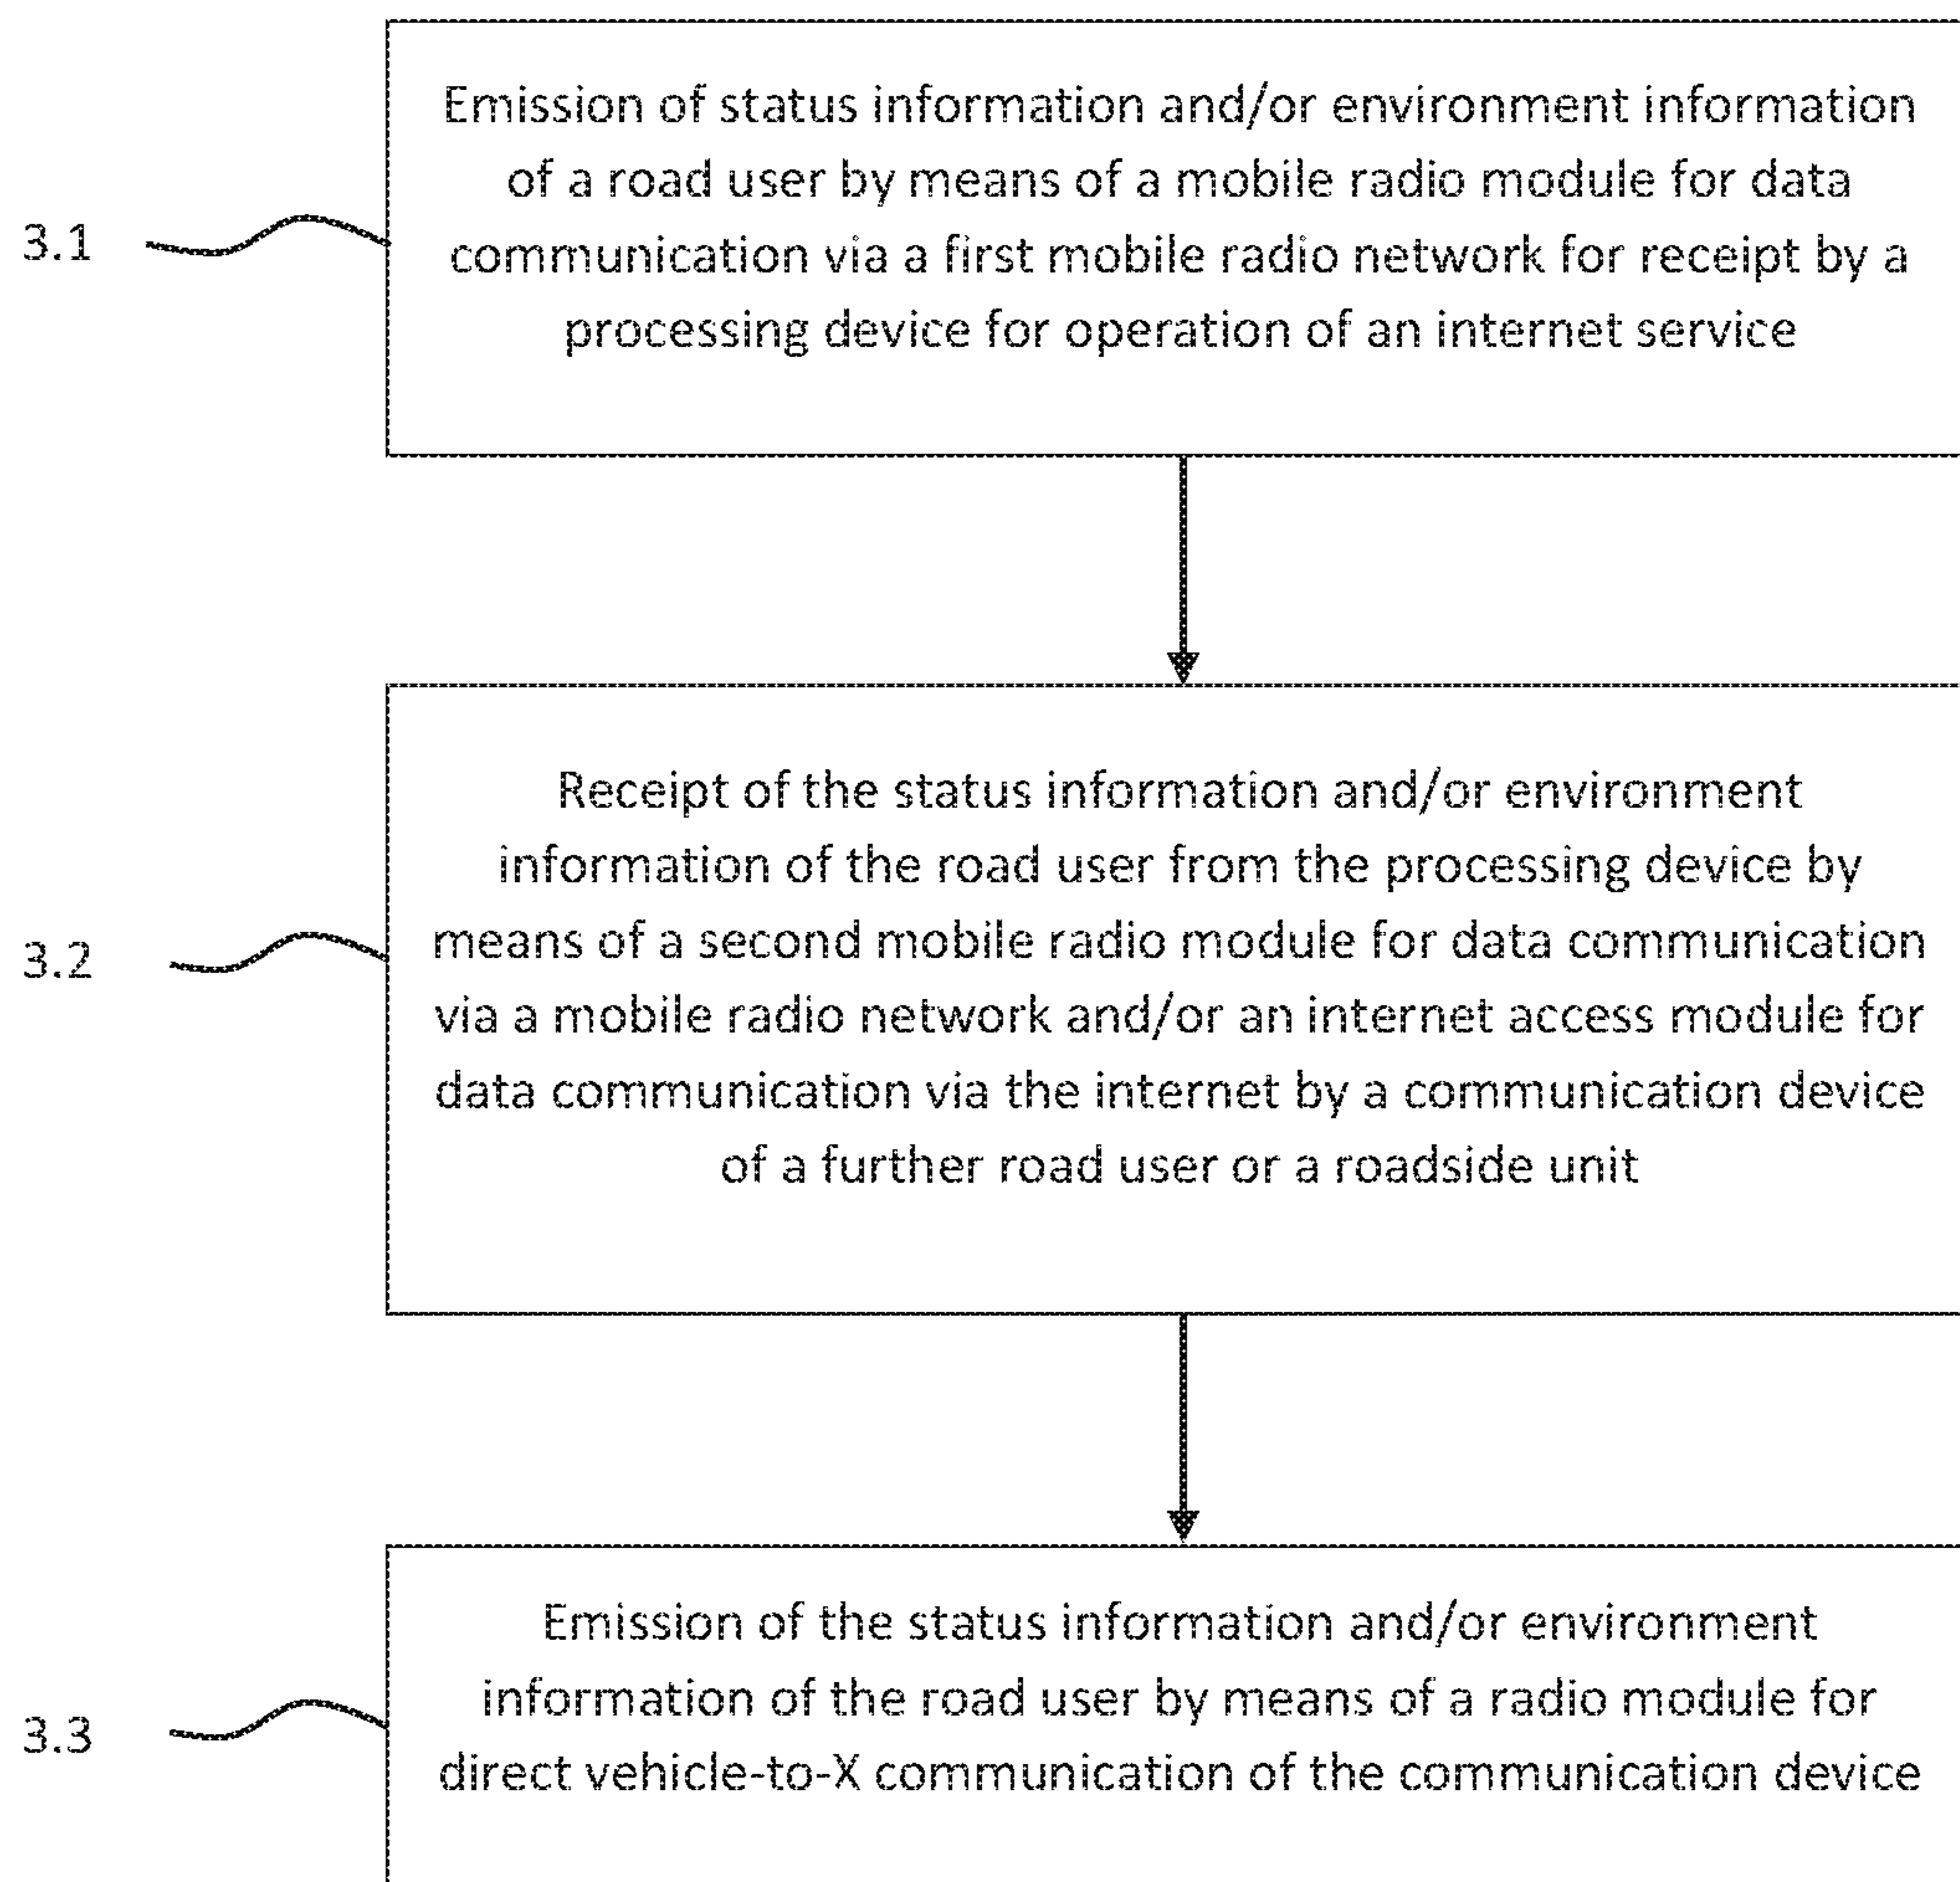 Emission of status information and/or environment information
of a road user by means of a mobile radio module for data
3.1
communication via a first mobile radio network for receipt by a
processing device for operation of an internet service
Receipt of the status information and/or environment
information of the road user from the processing device by
3.2
means of a second mobile radio module for data communication
via a mobile radio network and/or an internet access module for
data communication via the internet by a communication device
of a further road user or a roadside unit
Emission of the status information and/or environment
information of the road user by means of a radio module for
3.3
direct vehicle-to-X communication of the communication device